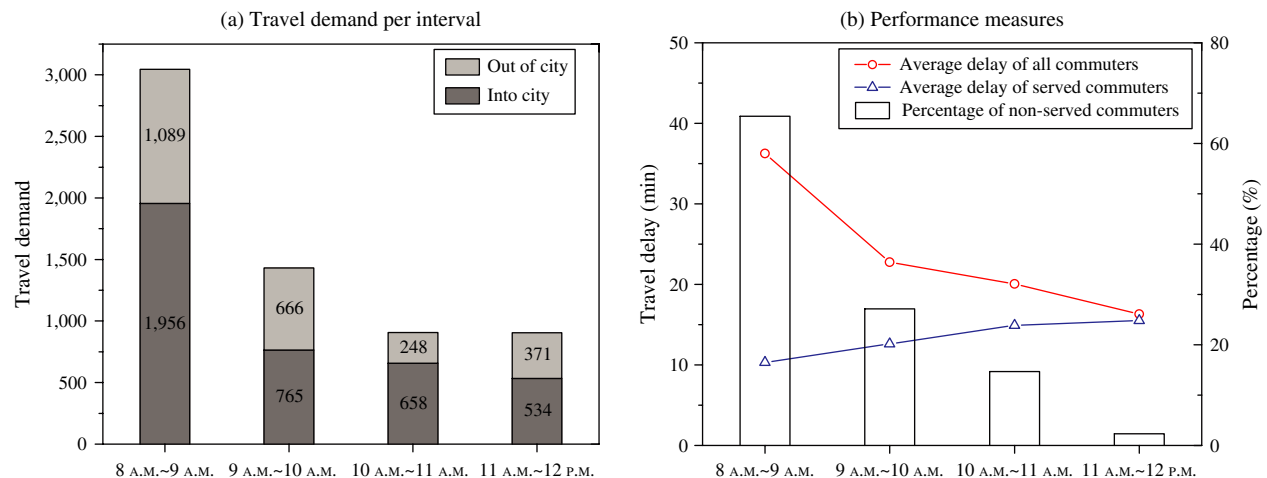 (a) Travel demand per interval
Travel demand
3,000
2,500
2,000
1,500
1,000
500
0
Out of city
Into city
1,089
1,956
666
765
248
658
371
534
8 A.M.~9 A.M. 9 A.M.~10 A.M. 10 A.M.~11 A.M. 11 A.M.~12 P.M.
(b) Performance measures
Travel delay (min)
50
40
30
20
10
0
Average delay of all commuters
Average delay of served commuters
Percentage of non-served commuters
80
60
40
20
0
Percentage (%)
8 A.M.~9 A.M. 9 A.M.~10 A.M. 10 A.M.~11 A.M. 11 A.M.~12 P.M.